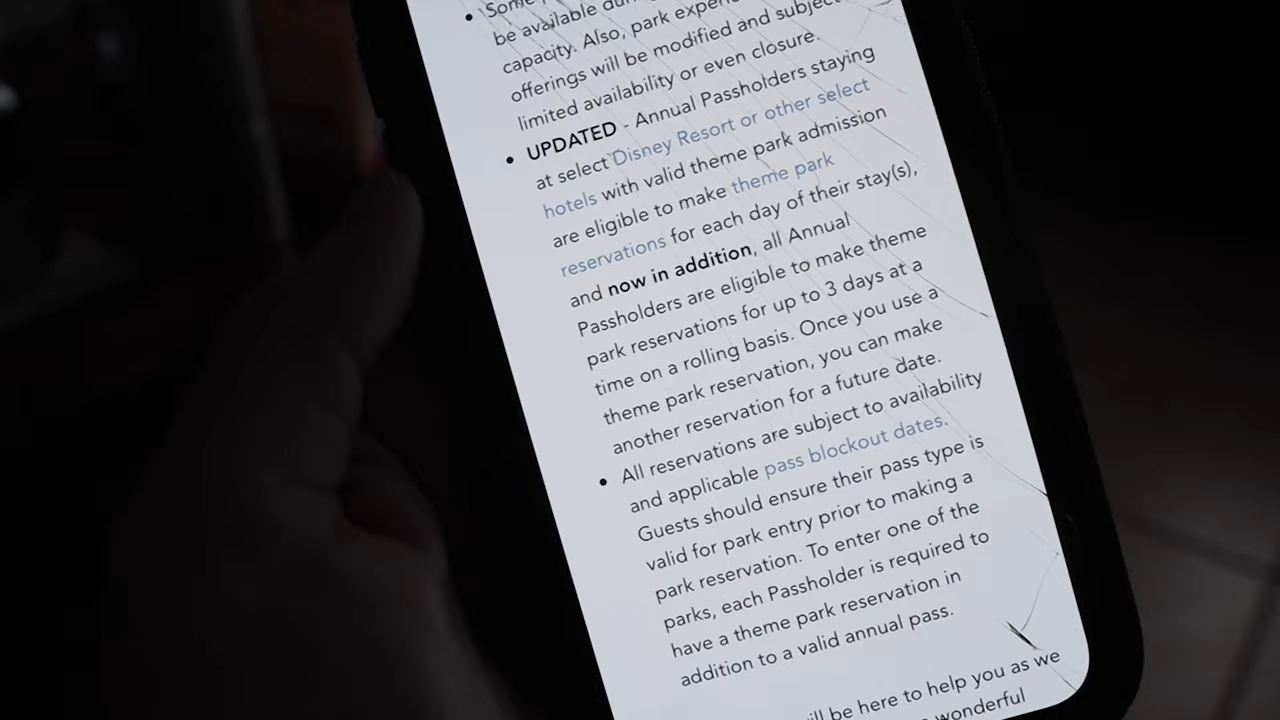 Some
be available during
capacity. Also, park
offerings will be modified and subject
limited availability or even closure.
UPDATED - Annual Passholders staying
at select Disney Resort or other select
hotels with valid theme park admission
are eligible to make theme park
reservations for each day of their stay(s),
and now in addition, all Annual
Passholders are eligible to make theme
park reservations for up to 3 days at a
time on a rolling basis. Once you use a
theme park reservation, you can make
another reservation for a future date.
All reservations are subject to availability
and applicable pass blockout dates.
Guests should ensure their pass type is
valid for park entry prior to making a
park reservation. To enter one of the
parks, each Passholder is required to
have a theme park reservation in
addition to a valid annual pass.
be here to help you as we
wonderful